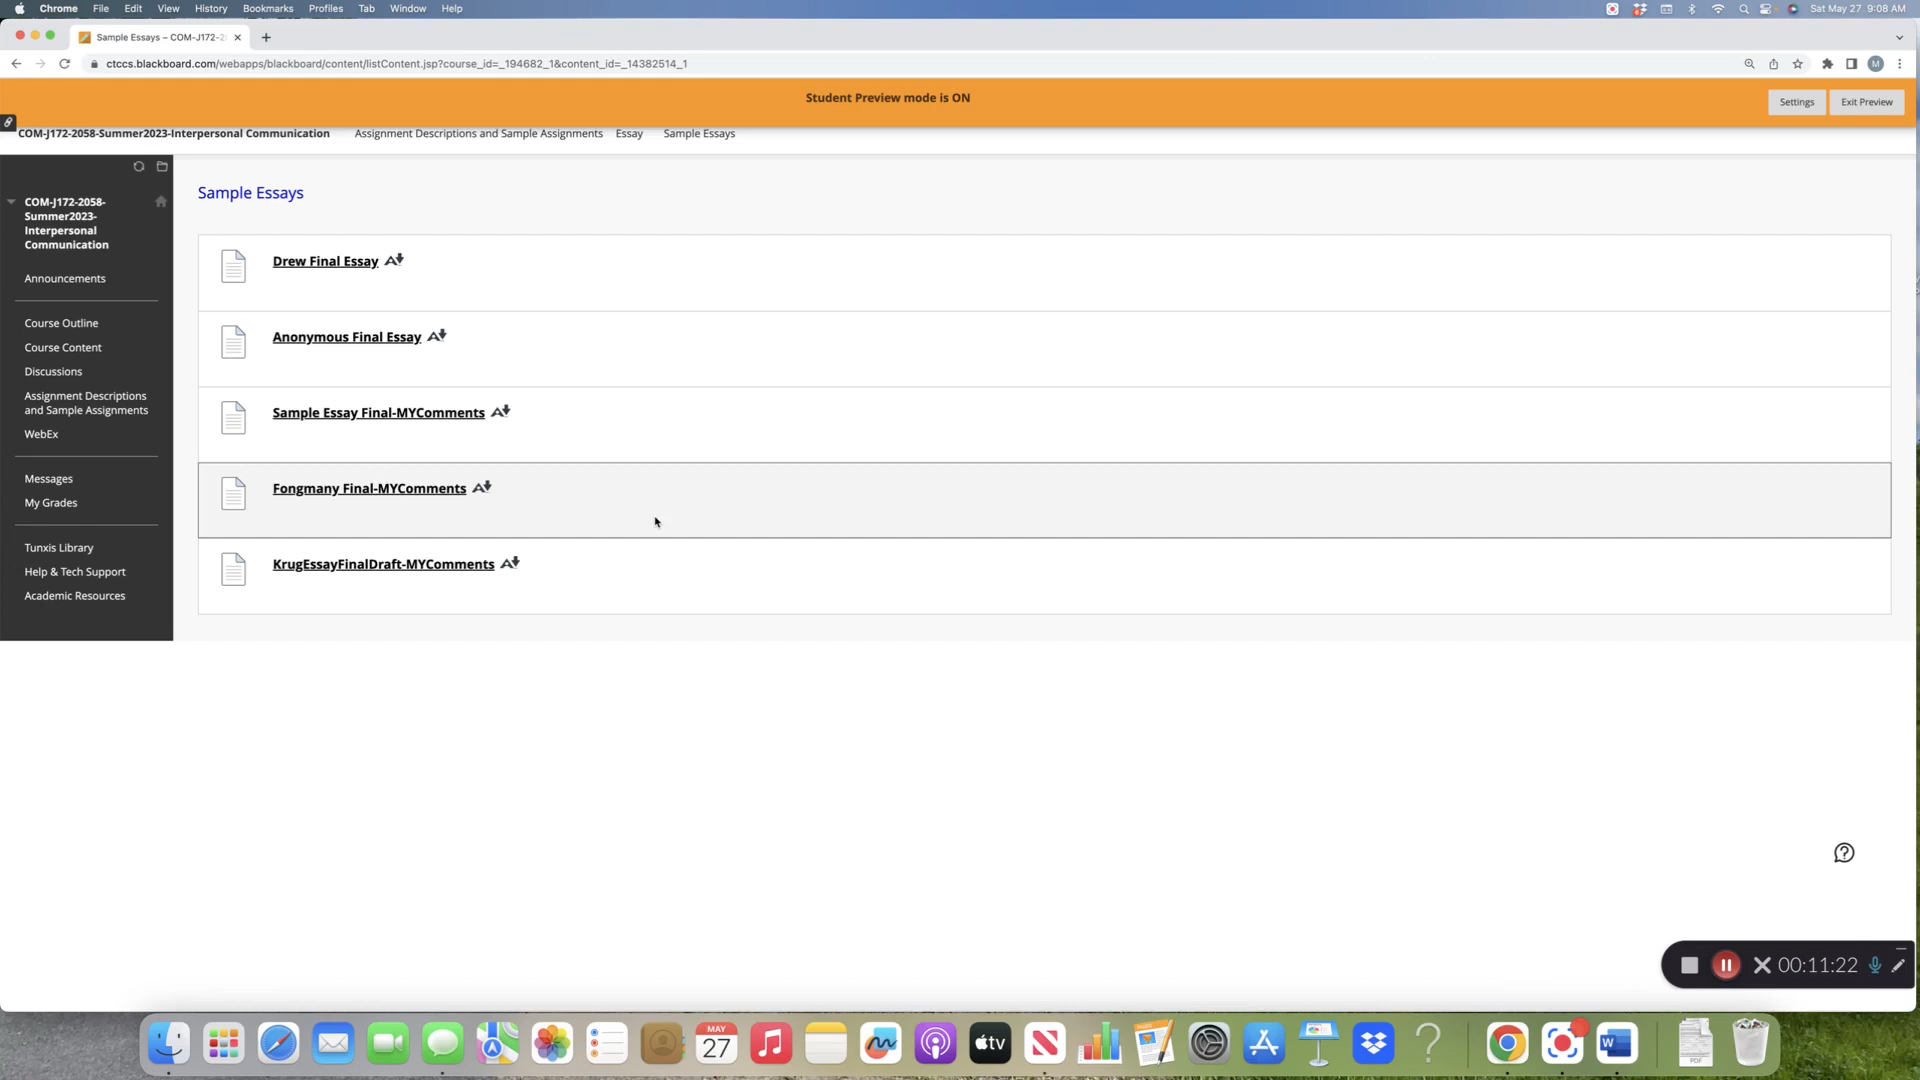 Chrome File Edit View History Bookmarks Profiles Tab Window Help Sat May 27 9:08 AM
Sample Essays – COM-J172-2
ctccs.blackboard.com/webapps/blackboard/content/listContent.jsp?course_id=_194682_1&content_id=_14382514_1
Student Preview mode is ON
Settings
Exit Preview
COM-J172-2058-Summer2023-Interpersonal Communication Assignment Descriptions and Sample Assignments Essay Sample Essays
COM-J172-2058-
Summer2023-
Interpersonal
Communication
Announcements
Course Outline
Course Content
Discussions
Assignment Descriptions
and Sample Assignments
WebEx
Messages
My Grades
Tunxis Library
Help & Tech Support
Academic Resources
Sample Essays
Drew Final Essay
Anonymous Final Essay
Sample Essay Final-MYComments
Fongmany Final-MYComments
KrugEssayFinalDraft-MYComments
00:11:22
MAY
27
tv
W
PDF